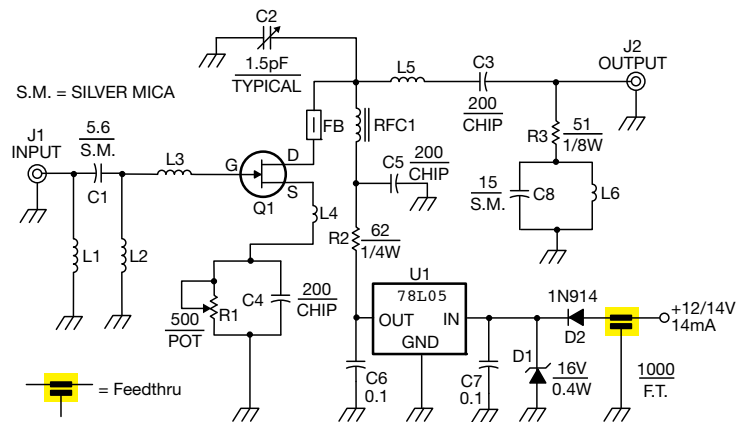 C2
1.5pF
TYPICAL
S.M. = SILVER MICA
J2
OUTPUT
L5
C3
200
CHIP
FB
RFC1
R3
51
1/8W
J1
INPUT
5.6
S.M.
C1
L3
G
D
S
Q1
C5
200
CHIP
15
S.M.
C8
L6
L4
L1
L2
R2
62
1/4W
U1
78L05
OUT
IN
GND
1N914
D2
+12/14V
14mA
500
POT
R1
C4
200
CHIP
C6
0.1
C7
0.1
D1
16V
0.4W
1000
F.T.
= Feedthru